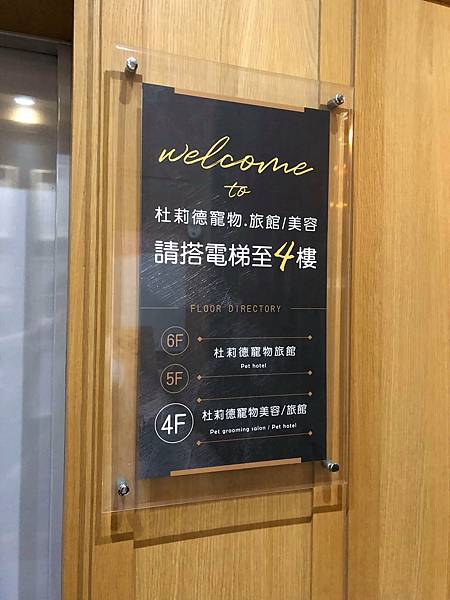 welcome
to
杜莉德寵物.旅館/美容
請搭電梯至4樓
FLOOR DIRECTORY
6F
杜莉德寵物旅館
Pet hotel
5F
4F
杜莉德寵物美容/旅館
Pet grooming salon / Pet hotel